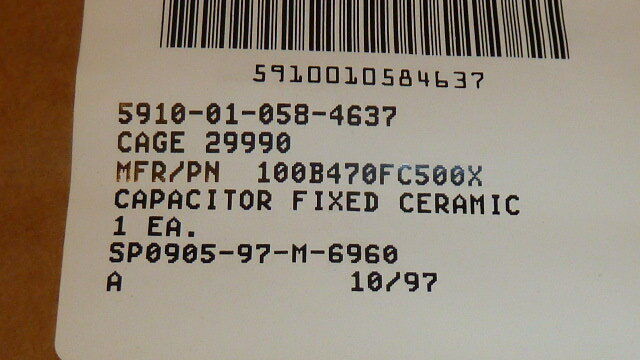 5910010584637
5910-01-058-4637
CAGE 29990
MFR/PN 100B470FC500X
CAPACITOR FIXED CERAMIC
1 EA.
SP0905-97-M-6960
A 10/97